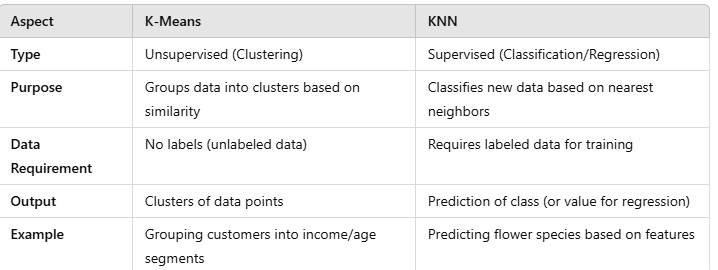 Aspect K-Means KNN
Type Unsupervised (Clustering) Supervised (Classification/Regression)
Purpose Groups data into clusters based on Classifies new data based on nearest
similarity neighbors
Data No labels (unlabeled data) Requires labeled data for training
Requirement
Output Clusters of data points Prediction of class (or value for regression)
Example Grouping customers into income/age Predicting flower species based on features
segments